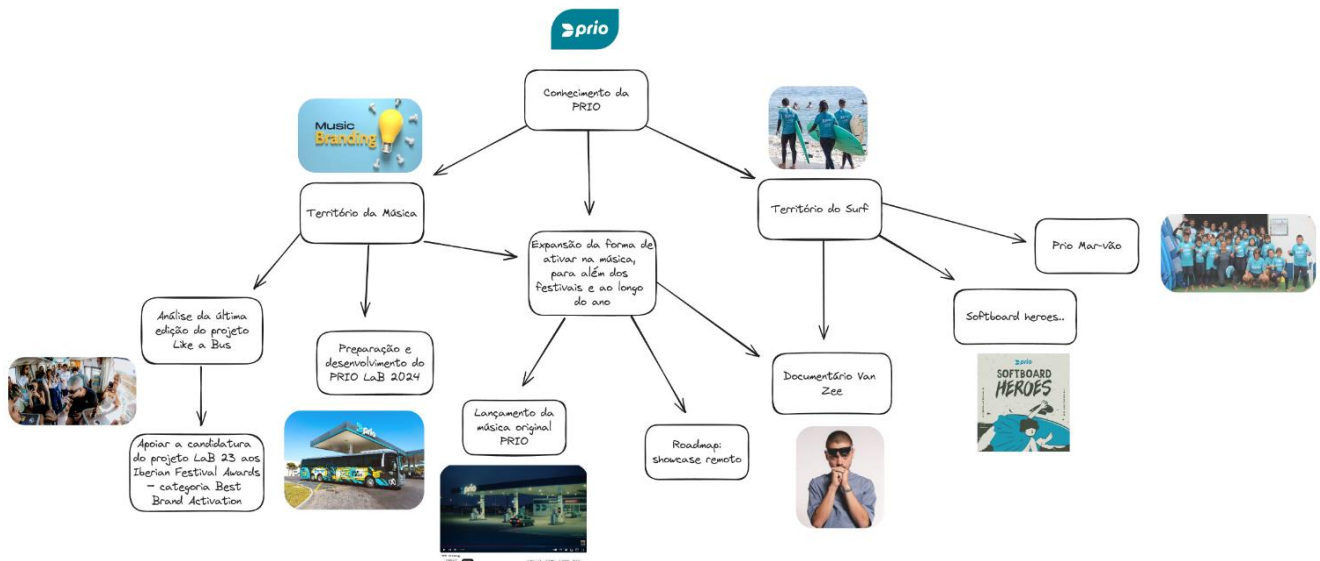 prio
Conhecimento da
PRIO
Music
Branding
Território da Música
Território do Surf
Expansão da forma de
ativar na música,
para além dos
festivais e ao longo
do ano
Prio Mar-vão
Análise da última
edição do projeto
Like a Bus
Softboard heroes...
Preparação e
desenvolvimento do
PRIO LaB 2024
Documentário Van
Zee
prio
SOFTBOARD
HEROES
Lançamento da
música original
PRIO
Roadmap:
showcase remoto
Apoiar a candidatura
do projeto LaB 23 aos
Iberian Festival Awards
– categoria Best
Brand Activation
prio
prio